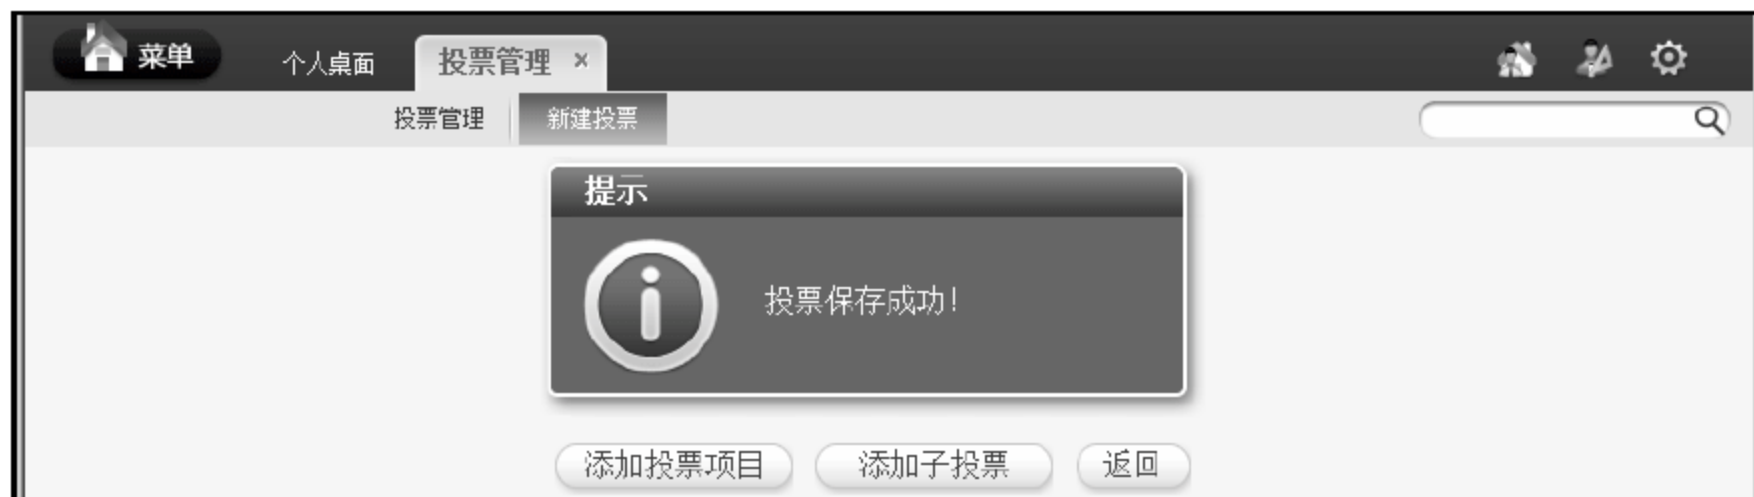 菜单 个人桌面 投票管理 ×
投票管理 新建投票
提示
投票保存成功!
添加投票项目 添加子投票 返回